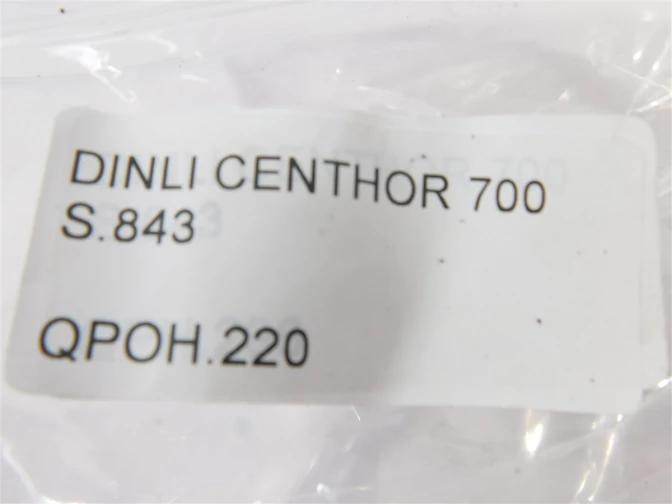 DINLI CENTHOR 700
S.843
QPOH.220